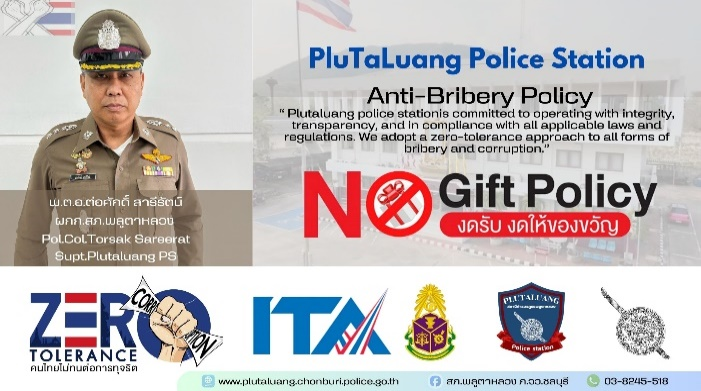 PluTaLuang Police Station
Anti-Bribery Policy
“ Plutaluang police stationis committed to operating with integrity,
transparency, and in compliance with all applicable laws and
regulations. We adopt a zero-tolerance approach to all forms of
bribery and corruption.”
NO Gift Policy
งดรับ งดให้ของขวัญ
พ.ต.อ.ต่อศักดิ์ สารีรัตน์
ผกก.สภ.พลูตาหลวง
Pol.Col.Torsak Sareerat
Supt.Plutaluang PS
ZERO
CORRUPTION
TOLERANCE
คนไทยไม่ทนต่อการทุจริต
ITA
PLUTALUANG
Police station
www.plutaluang.chonburi.police.go.th
สภ.พลูตาหลวง ภ.จว.ชลบุรี
03-8245-518